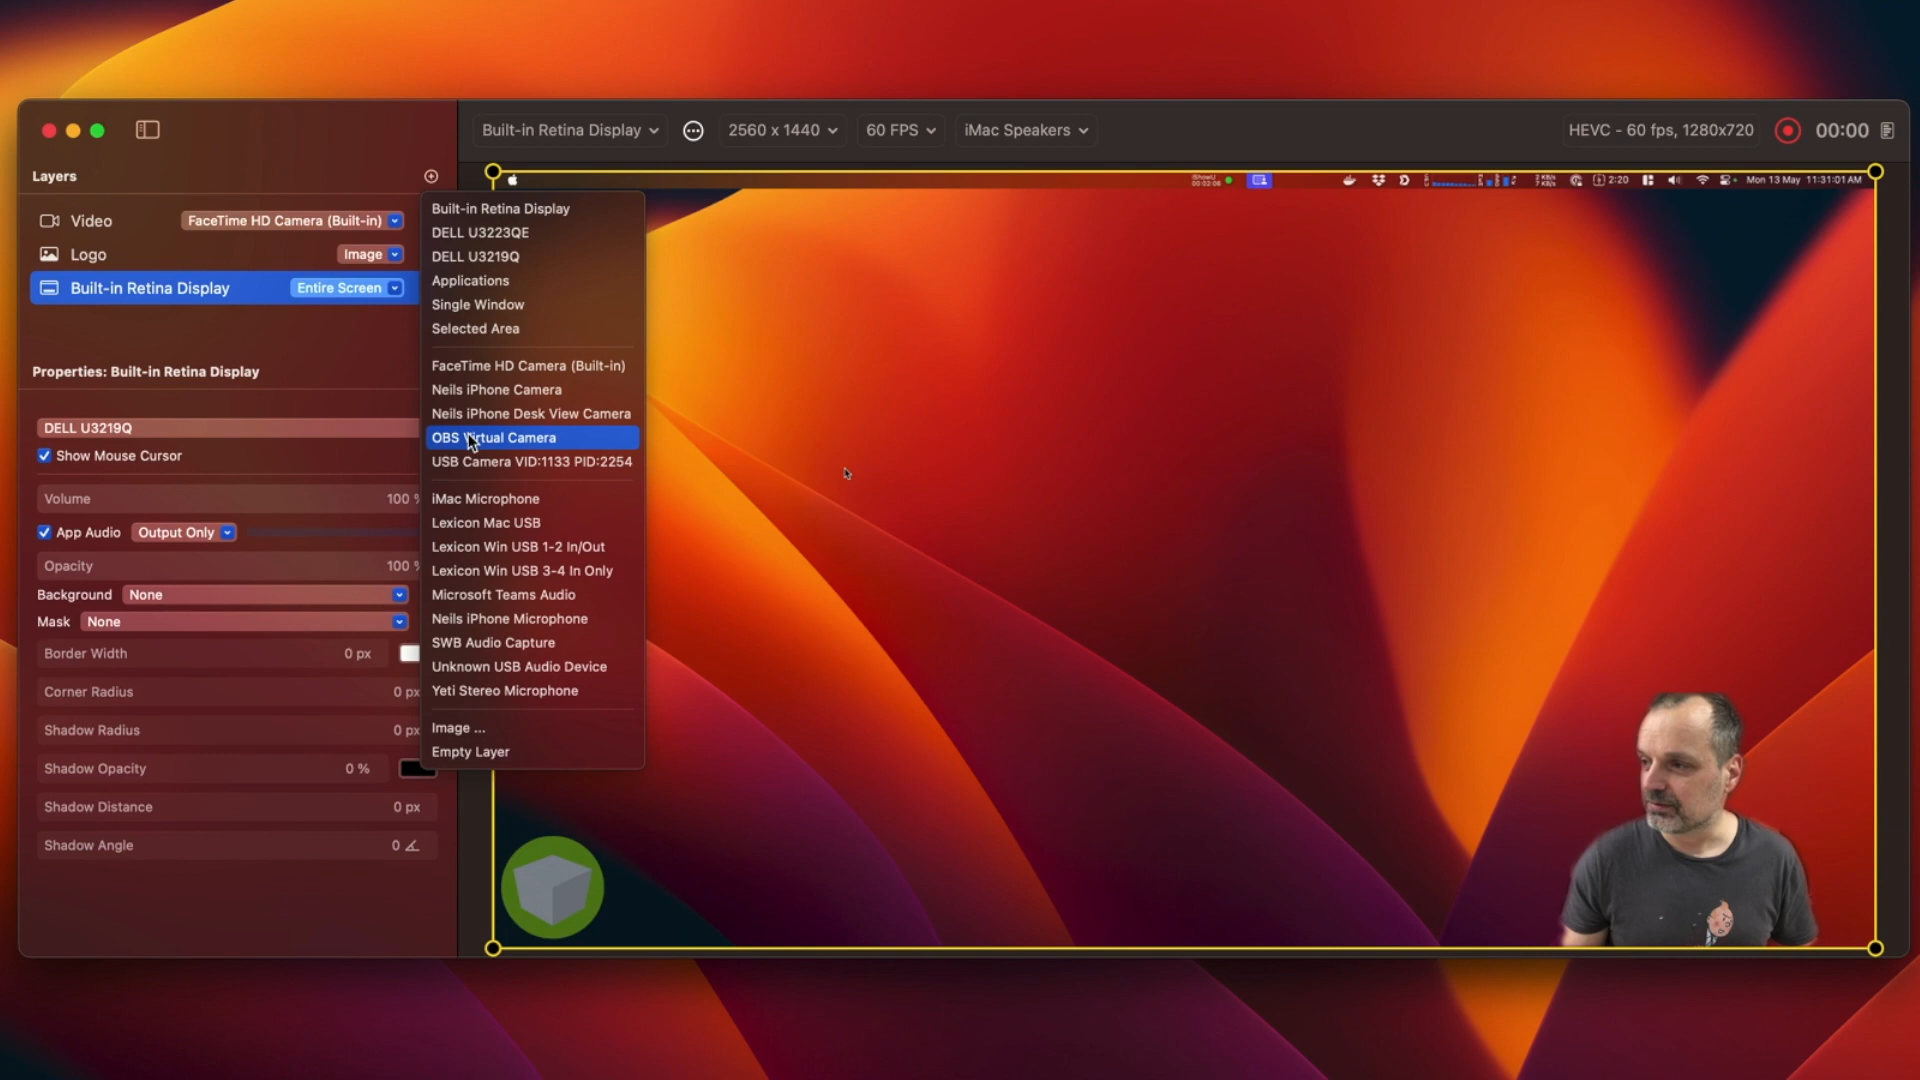 Built-in Retina Display
2560 x 1440
60 FPS
iMac Speakers
HEVC - 60 fps, 1280x720
00:00
Layers
Video
FaceTime HD Camera (Built-in)
Logo
Image
Built-in Retina Display
Entire Screen
Properties: Built-in Retina Display
DELL U3219Q
Show Mouse Cursor
Volume
100 %
App Audio
Output Only
Opacity
100 %
Background
None
Mask
None
Border Width
0 px
Corner Radius
0 px
Shadow Radius
0 px
Shadow Opacity
0 %
Shadow Distance
0 px
Shadow Angle
0
Built-in Retina Display
DELL U3223QE
DELL U3219Q
Applications
Single Window
Selected Area
FaceTime HD Camera (Built-in)
Neils iPhone Camera
Neils iPhone Desk View Camera
OBS Virtual Camera
USB Camera VID:1133 PID:2254
iMac Microphone
Lexicon Mac USB
Lexicon Win USB 1-2 In/Out
Lexicon Win USB 3-4 In Only
Microsoft Teams Audio
Neils iPhone Microphone
SWB Audio Capture
Unknown USB Audio Device
Yeti Stereo Microphone
Image ...
Empty Layer
2:20
Mon 13 May 11:31:01 AM